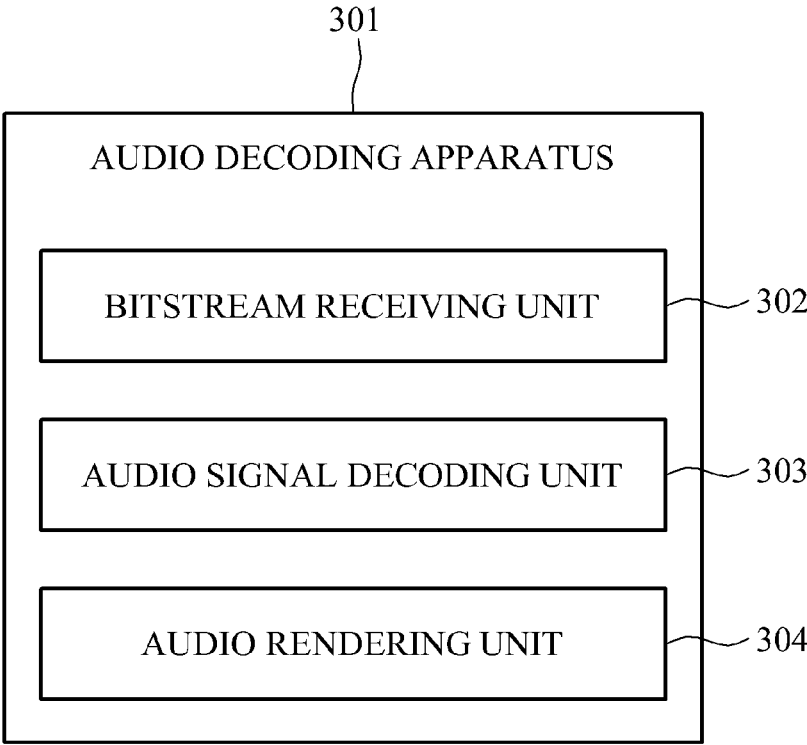 301
AUDIO DECODING APPARATUS
BITSTREAM RECEIVING UNIT
302
AUDIO SIGNAL DECODING UNIT
303
AUDIO RENDERING UNIT
304